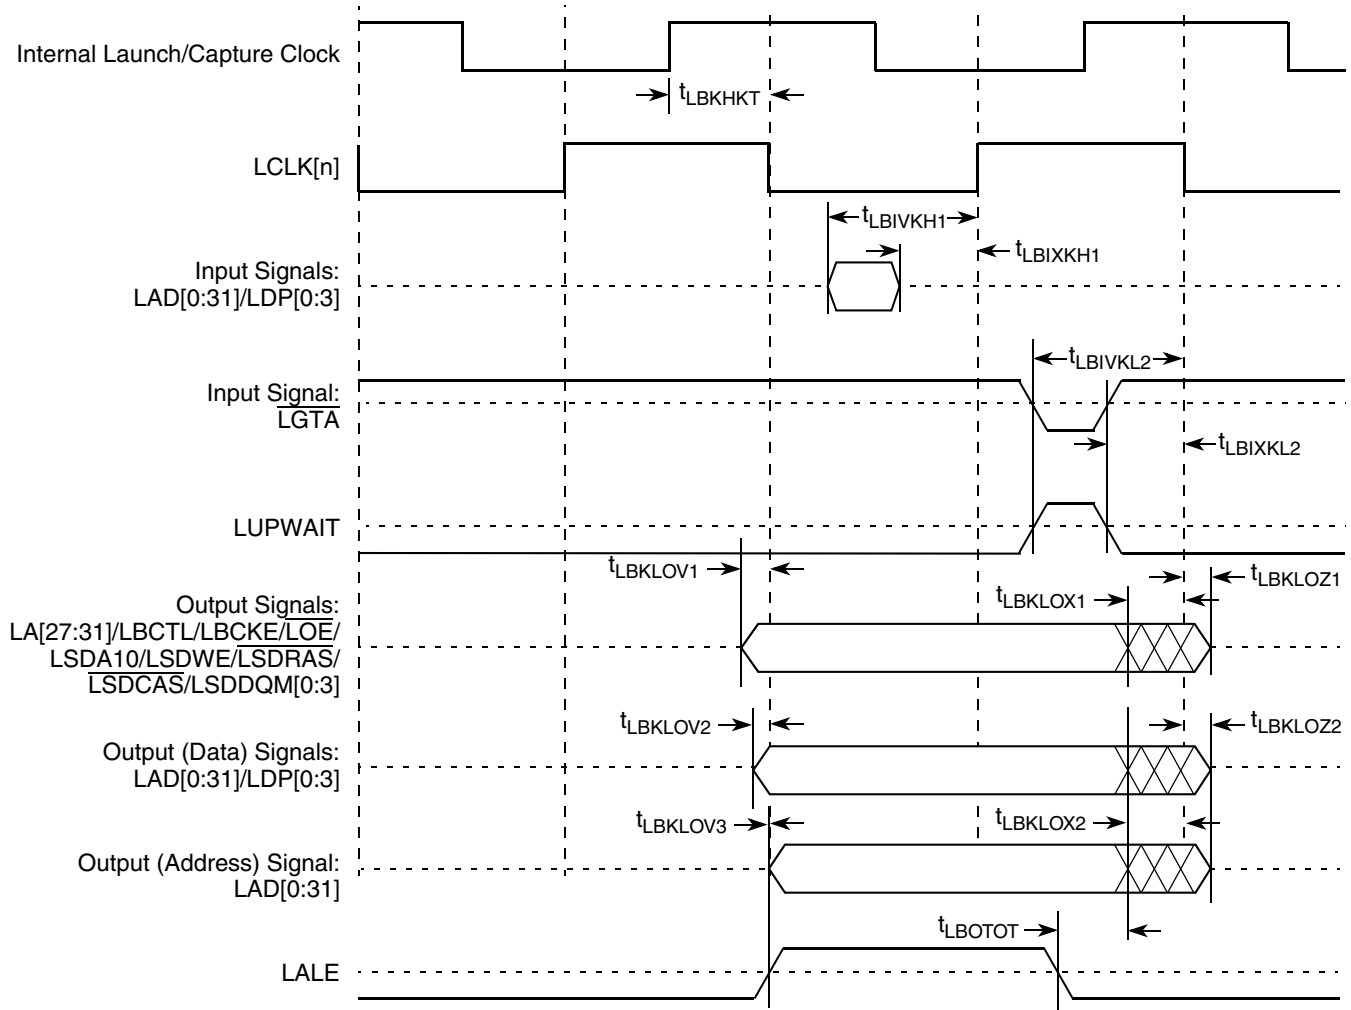 Internal Launch/Capture Clock
tLBKHKT
LCLK[n]
tLBIVKH1
tLBIXKH1
Input Signals:
LAD[0:31]/LDP[0:3]
tLBIVKL2
Input Signal:
LGTA
tLBIXKL2
LUPWAIT
tLBKLOV1
tLBKLOZ1
tLBKLOX1
Output Signals:
LA[27:31]/LBCTL/LBCKE/LOE/
LSDA10/LSDWE/LSDRAS/
LSDCAS/LSDDQM[0:3]
tLBKLOV2
tLBKLOZ2
Output (Data) Signals:
LAD[0:31]/LDP[0:3]
tLBKLOV3
tLBKLOX2
Output (Address) Signal:
LAD[0:31]
tLBOTOT
LALE